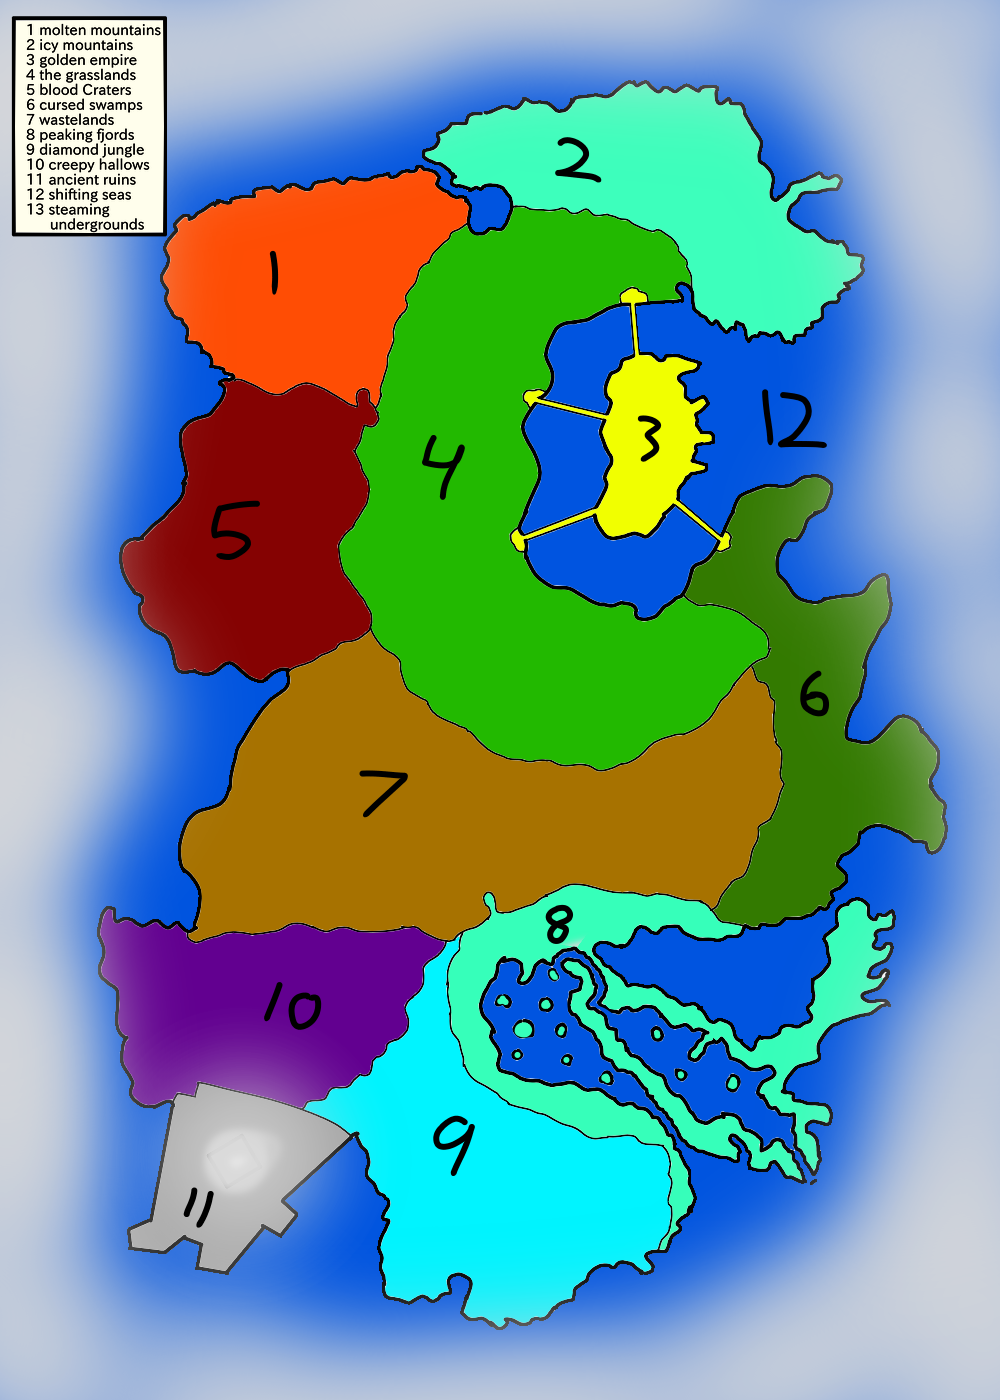 1 molten mountains
2 icy mountains
3 golden empire
4 the grasslands
5 blood Craters
6 cursed swamps
7 wastelands
8 peaking fjords
9 diamond jungle
10 creepy hallows
11 ancient ruins
12 shifting seas
13 steaming
undergrounds
2
1
3
12
4
5
6
7
8
10
9
11